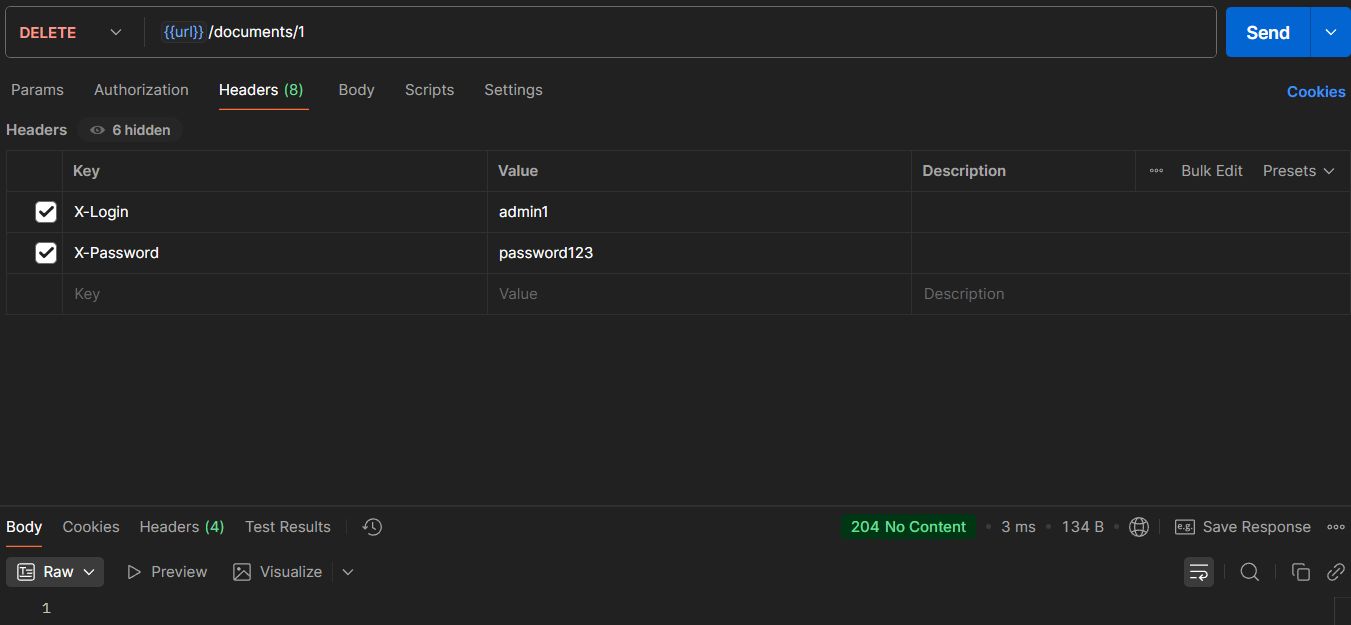 DELETE {{url}} /documents/1 Send
Params Authorization Headers (8) Body Scripts Settings Cookies
Headers 6 hidden
Key Value Description Bulk Edit Presets
X-Login admin1
X-Password password123
Key Value Description
Body Cookies Headers (4) Test Results 204 No Content 3 ms 134 B e.g. Save Response
Raw Preview Visualize
1